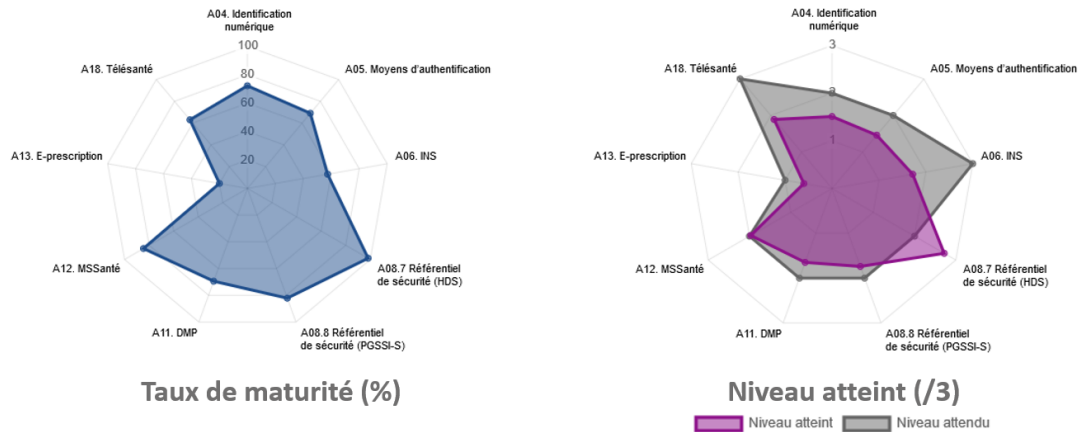 A04. Identification
numérique
100
80
60
40
20
A05. Moyens d'authentification
A06. INS
A08.7 Référentiel
de sécurité (HDS)
A08.8 Référentiel
de sécurité (PGSSI-S)
A11. DMP
A12. MSSanté
A13. E-prescription
A18. Télésanté
Taux de maturité (%)
A04. Identification
numérique
3
2
1
A05. Moyens d'authentification
A06. INS
A08.7 Référentiel
de sécurité (HDS)
A08.8 Référentiel
de sécurité (PGSSI-S)
A11. DMP
A12. MSSanté
A13. E-prescription
A18. Télésanté
Niveau atteint (/3)
Niveau atteint
Niveau attendu